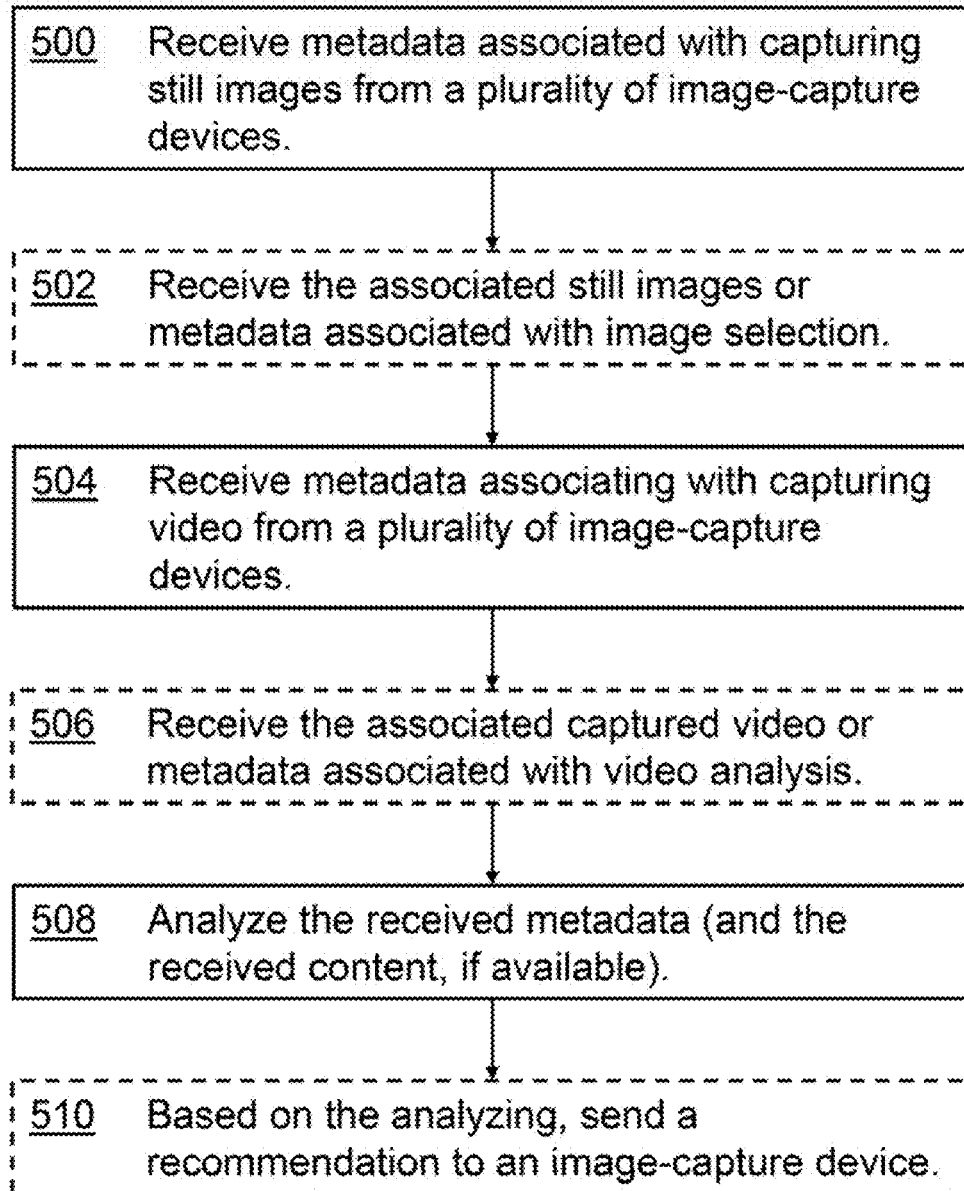 500 Receive metadata associated with capturing
still images from a plurality of image-capture
devices.
502 Receive the associated still images or
metadata associated with image selection.
504 Receive metadata associating with capturing
video from a plurality of image-capture
devices.
506 Receive the associated captured video or
metadata associated with video analysis.
508 Analyze the received metadata (and the
received content, if available).
510 Based on the analyzing, send a
recommendation to an image-capture device.